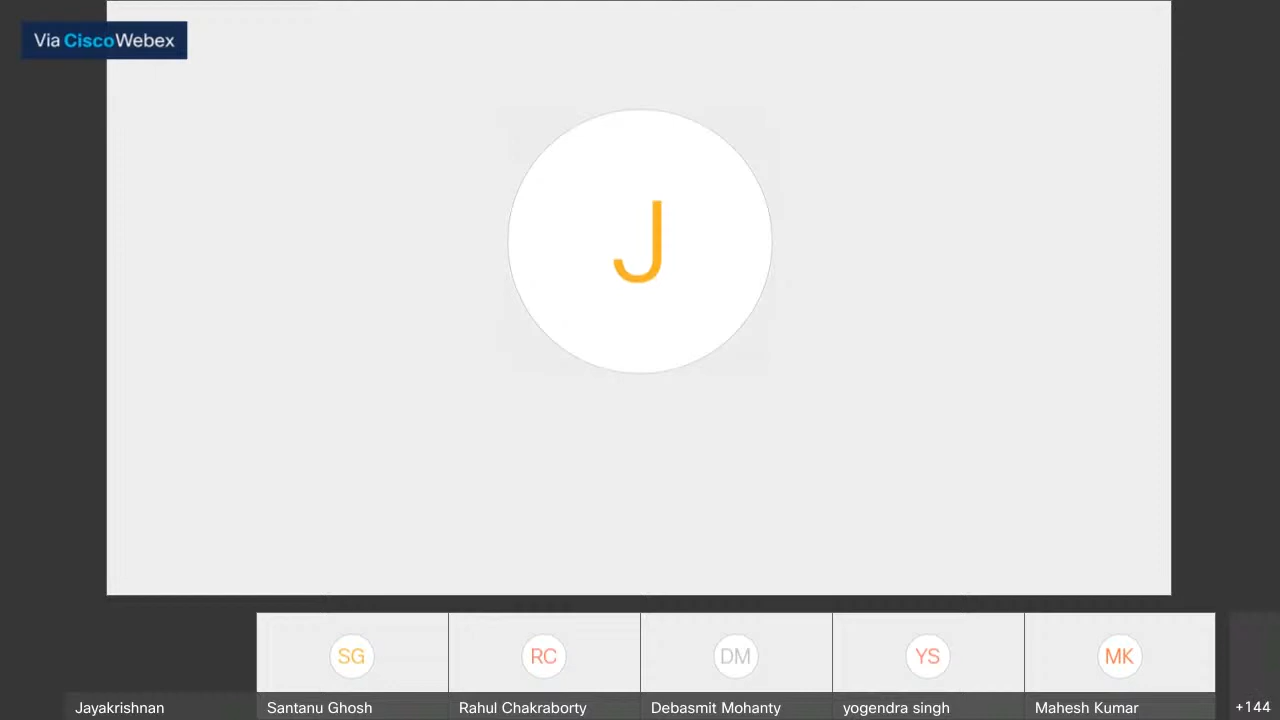 Via CiscoWebex
J
SG
RC
DM
YS
MK
Jayakrishnan
Santanu Ghosh
Rahul Chakraborty
Debasmit Mohanty
yogendra singh
Mahesh Kumar
+144